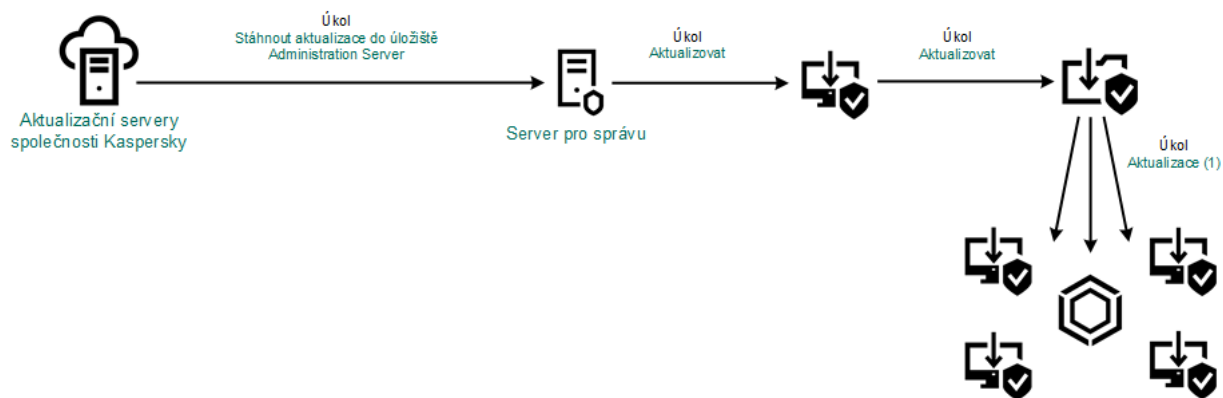 Úkol
Stáhnout aktualizace do úložiště
Administration Server
Úkol
Aktualizovat
Úkol
Aktualizovat
Aktualizační servery
společnosti Kaspersky
Server pro správu
Úkol
Aktualizace (1)